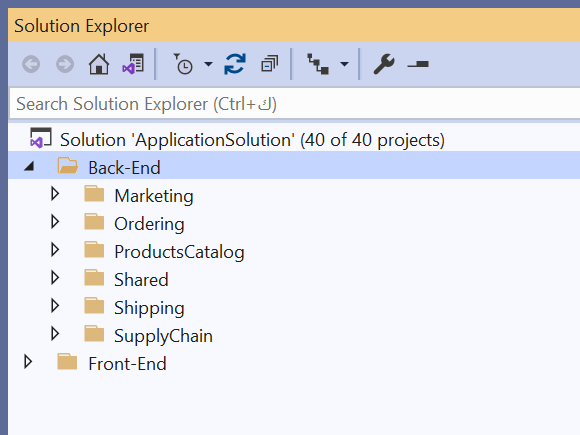 Solution Explorer
Search Solution Explorer (Ctrl+ك)
Solution 'ApplicationSolution' (40 of 40 projects)
Back-End
Marketing
Ordering
ProductsCatalog
Shared
Shipping
SupplyChain
Front-End